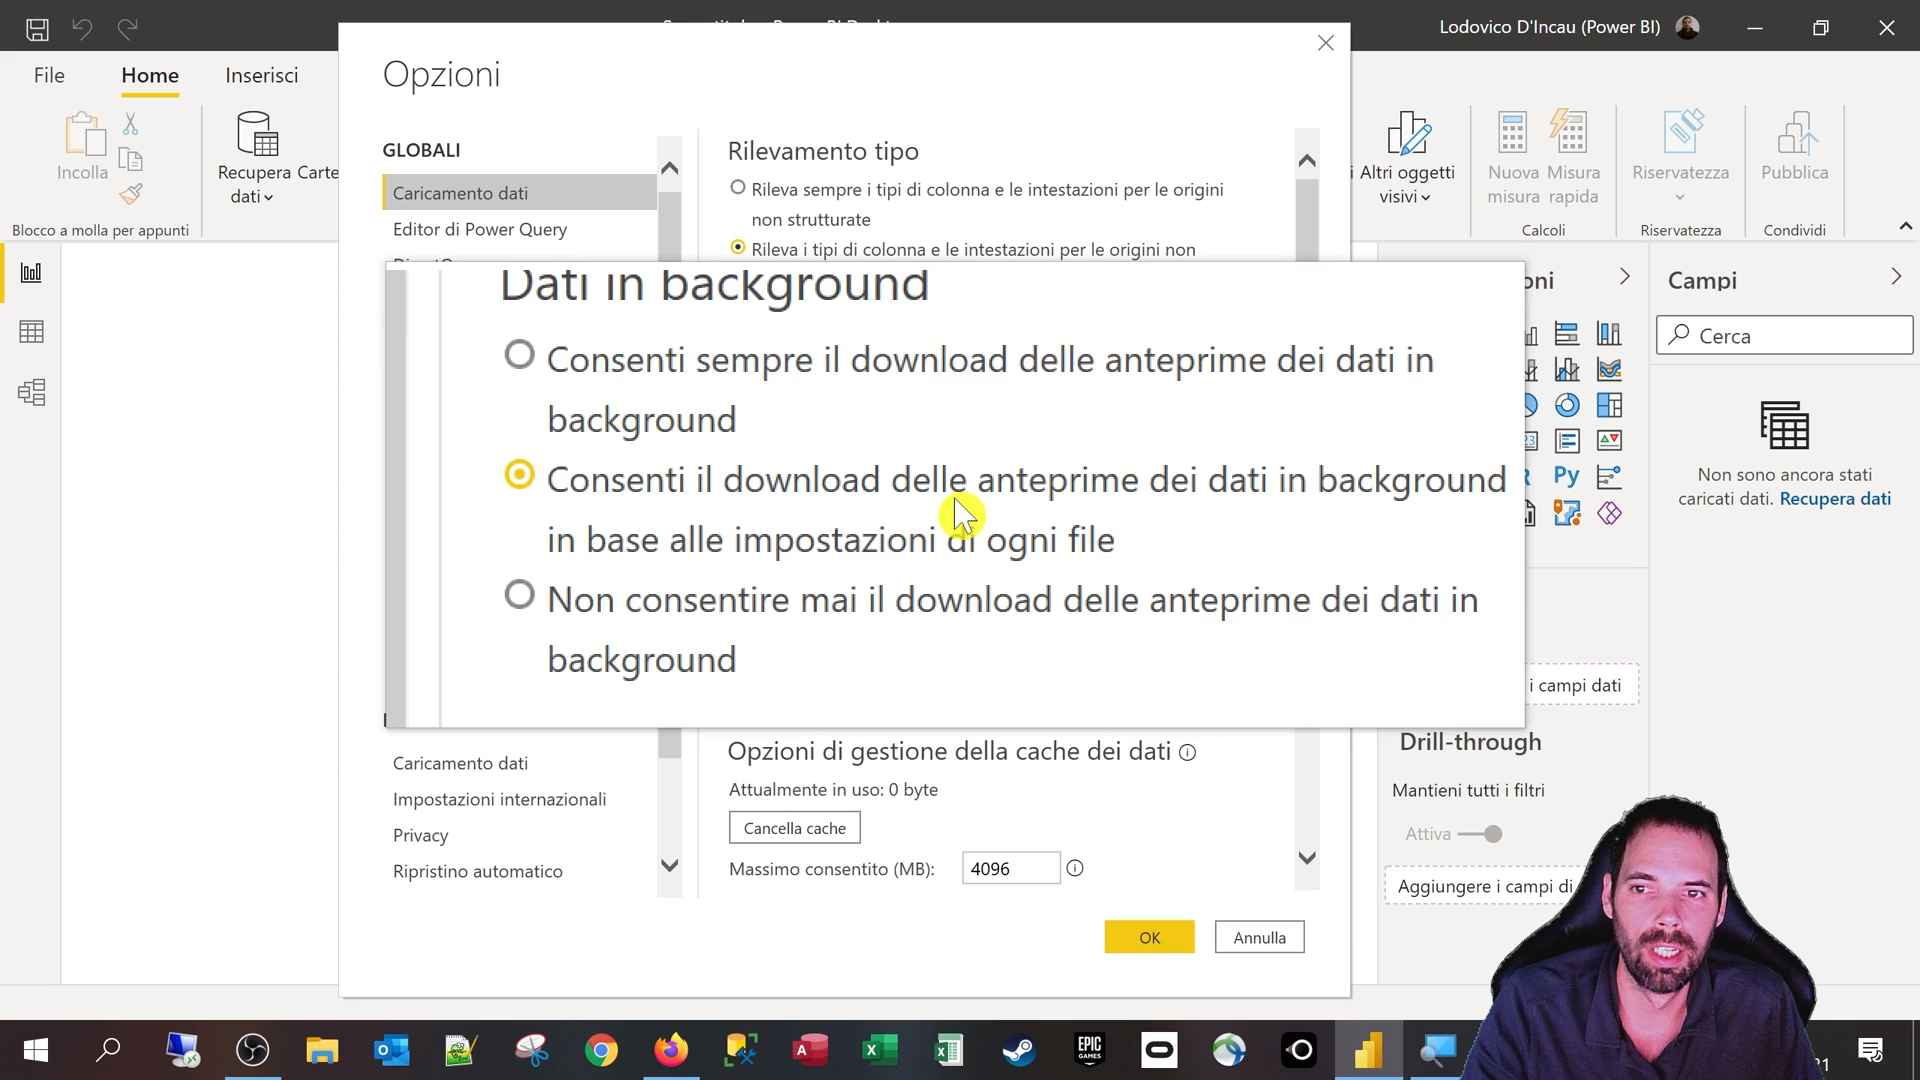 Lodovico D'Incau (Power BI)
File
Home
Inserisci
Opzioni
Incolla
Recupera
dati
Carte
Blocco a molla per appunti
GLOBALI
Caricamento dati
Editor di Power Query
Rilevamento tipo
Rileva sempre i tipi di colonna e le intestazioni per le origini
non strutturate
Rileva i tipi di colonna e le intestazioni per le origini non
Altri oggetti
visivi
Nuova
misura
Misura
rapida
Calcoli
Riservatezza
Riservatezza
Pubblica
Condividi
Dati in background
Consenti sempre il download delle anteprime dei dati in
background
Consenti il download delle anteprime dei dati in background
in base alle impostazioni di ogni file
Non consentire mai il download delle anteprime dei dati in
background
oni
Campi
Cerca
Py
Non sono ancora stati
caricati dati. Recupera dati
i campi dati
Drill-through
Mantieni tutti i filtri
Attiva
Aggiungere i campi di
Caricamento dati
Impostazioni internazionali
Privacy
Ripristino automatico
Opzioni di gestione della cache dei dati
Attualmente in uso: 0 byte
Cancella cache
Massimo consentito (MB):
4096
OK
Annulla
EPIC
GAMES